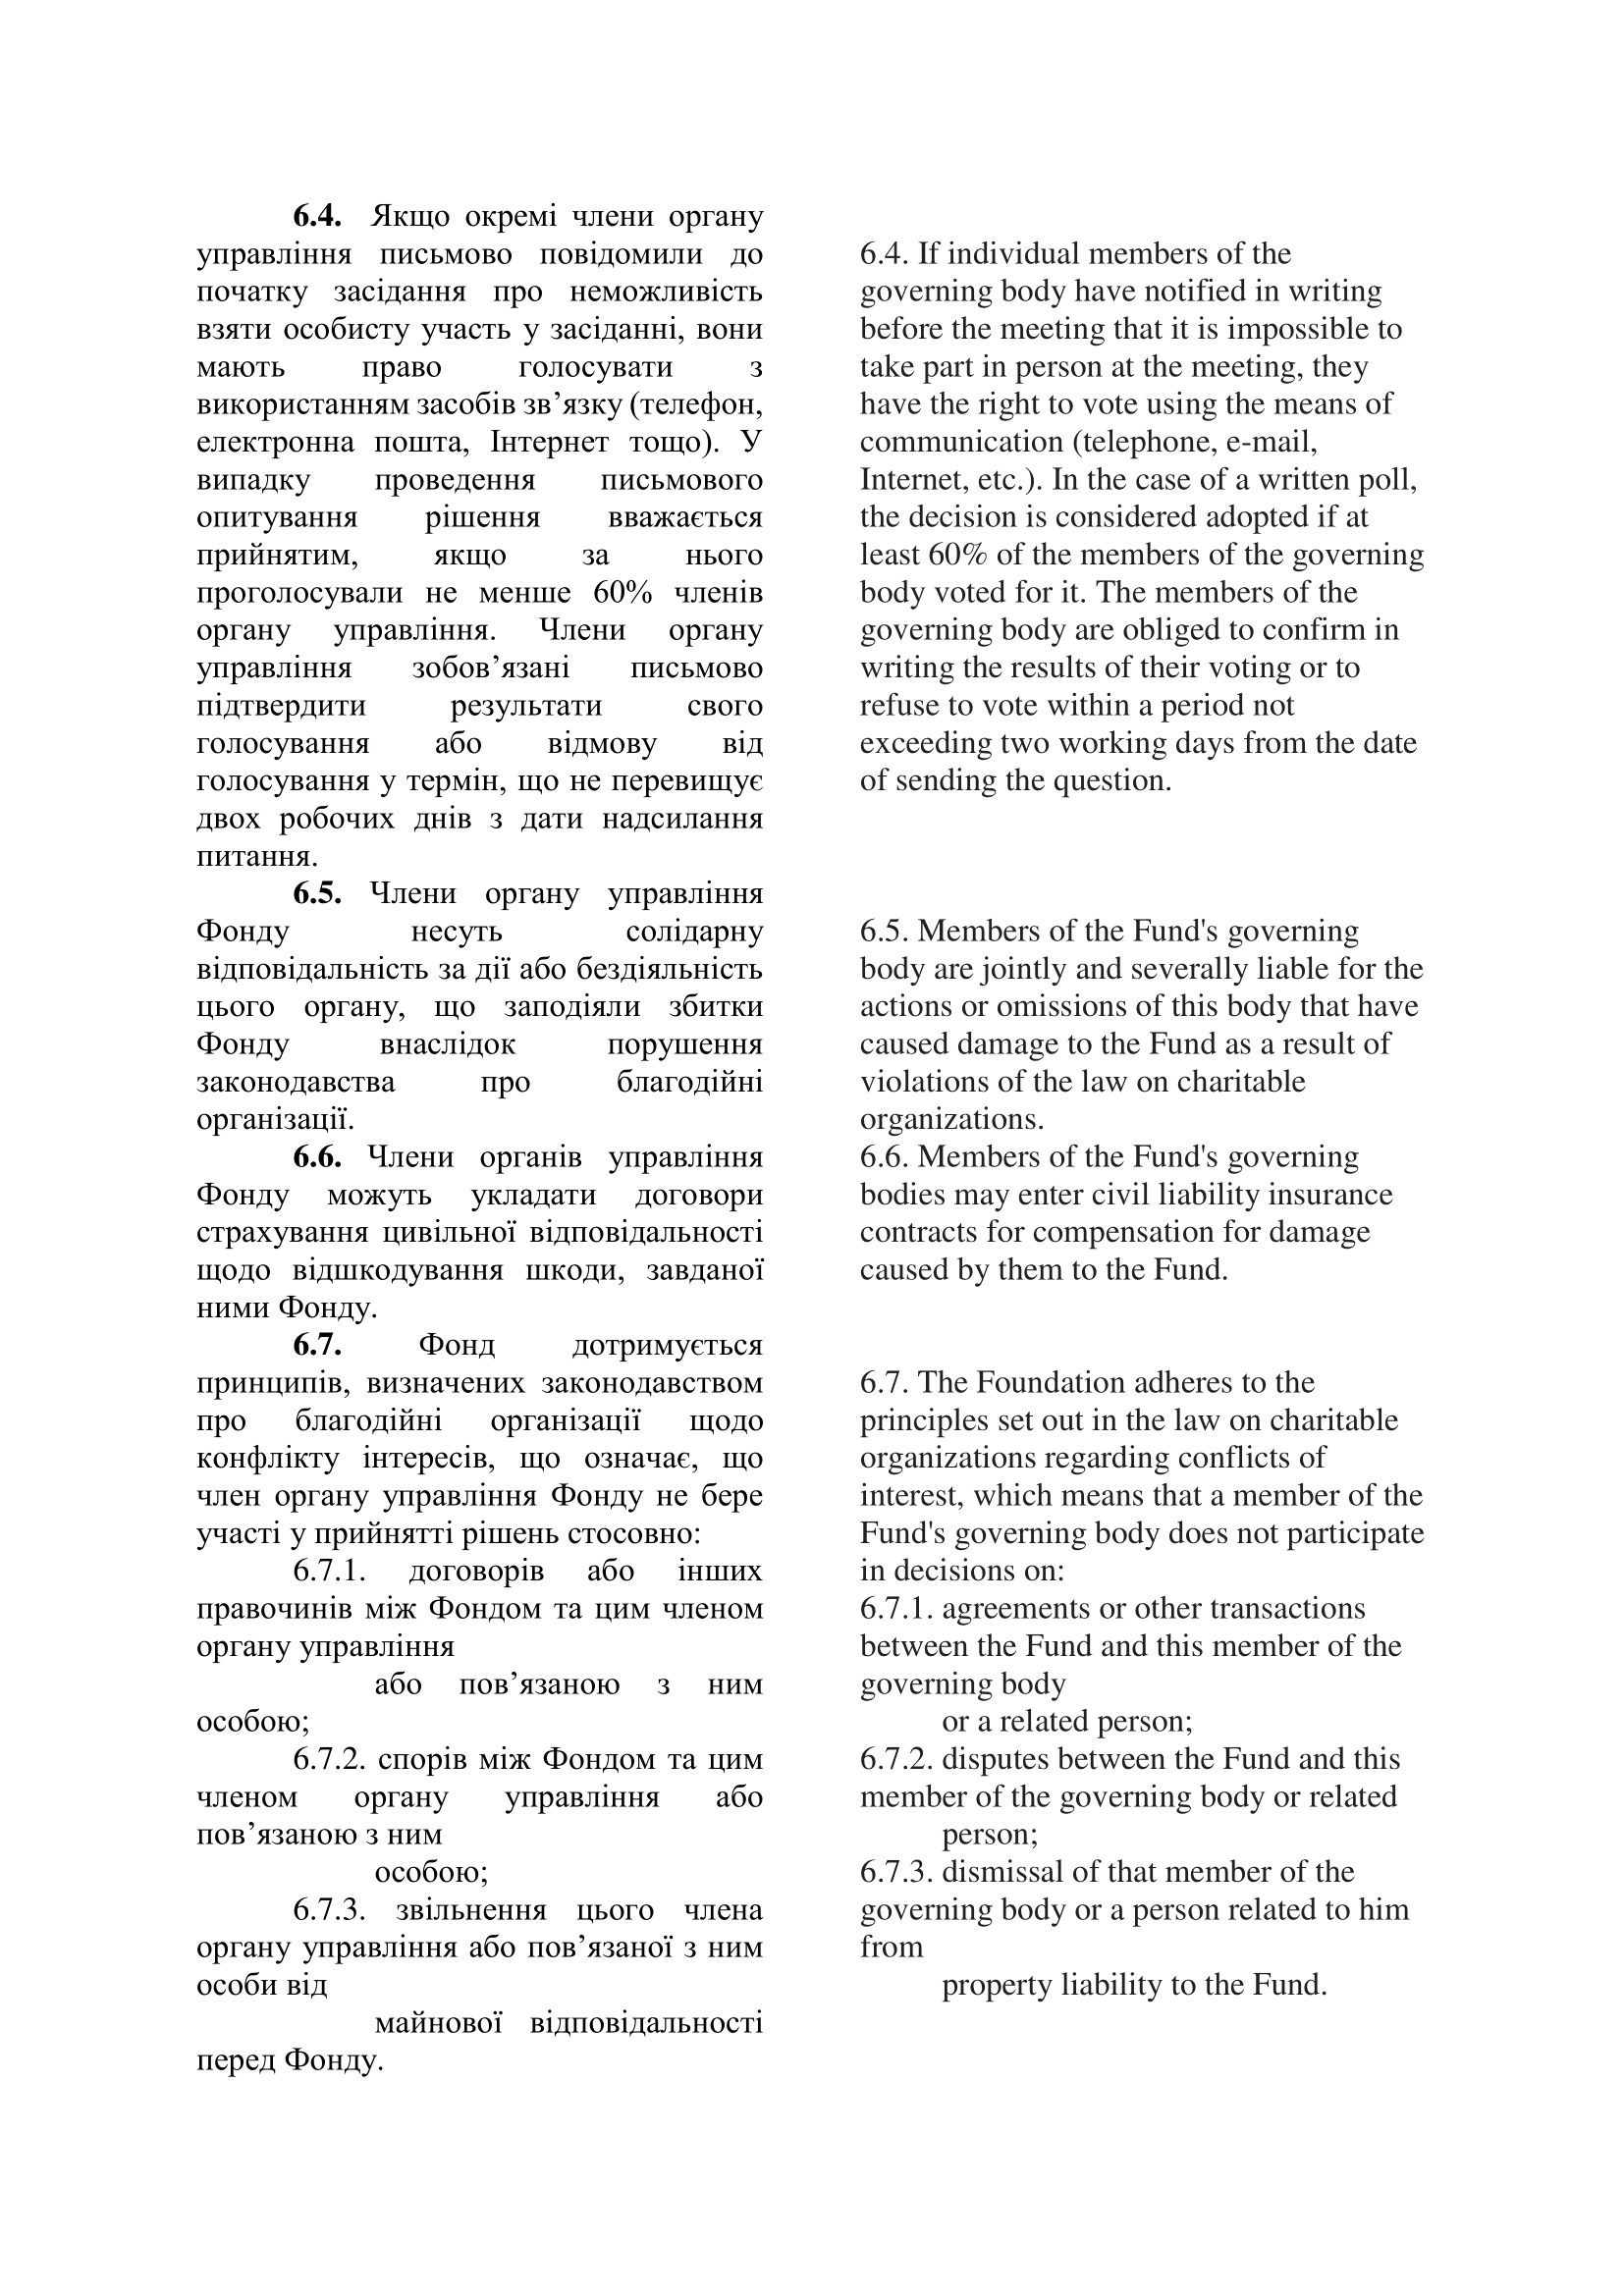 6.4. Якщо окремі члени органу
управління письмово повідомили до
початку засідання про неможливість
взяти особисту участь у засіданні, вони
мають право голосувати з
використанням засобів зв’язку (телефон,
електронна пошта, Інтернет тощо). У
випадку проведення письмового
опитування рішення вважається
прийнятим, якщо за нього
проголосували не менше 60% членів
органу управління. Члени органу
управління зобов’язані письмово
підтвердити результати свого
голосування або відмову від
голосування у термін, що не перевищує
двох робочих днів з дати надсилання
питання.
6.5. Члени органу управління
Фонду несуть солідарну
відповідальність за дії або бездіяльність
цього органу, що заподіяли збитки
Фонду внаслідок порушення
законодавства про благодійні
організації.
6.6. Члени органів управління
Фонду можуть укладати договори
страхування цивільної відповідальності
щодо відшкодування шкоди, завданої
ними Фонду.
6.7. Фонд дотримується
принципів, визначених законодавством
про благодійні організації щодо
конфлікту інтересів, що означає, що
член органу управління Фонду не бере
участі у прийнятті рішень стосовно:
6.7.1. договорів або інших
правочинів між Фондом та цим членом
органу управління
або пов’язаною з ним
особою;
6.7.2. спорів між Фондом та цим
членом органу управління або
пов’язаною з ним
особою;
6.7.3. звільнення цього члена
органу управління або пов’язаної з ним
особи від
майнової відповідальності
перед Фонду.
6.4. If individual members of the
governing body have notified in writing
before the meeting that it is impossible to
take part in person at the meeting, they
have the right to vote using the means of
communication (telephone, e-mail,
Internet, etc.). In the case of a written poll,
the decision is considered adopted if at
least 60% of the members of the governing
body voted for it. The members of the
governing body are obliged to confirm in
writing the results of their voting or to
refuse to vote within a period not
exceeding two working days from the date
of sending the question.
6.5. Members of the Fund's governing
body are jointly and severally liable for the
actions or omissions of this body that have
caused damage to the Fund as a result of
violations of the law on charitable
organizations.
6.6. Members of the Fund's governing
bodies may enter civil liability insurance
contracts for compensation for damage
caused by them to the Fund.
6.7. The Foundation adheres to the
principles set out in the law on charitable
organizations regarding conflicts of
interest, which means that a member of the
Fund's governing body does not participate
in decisions on:
6.7.1. agreements or other transactions
between the Fund and this member of the
governing body
or a related person;
6.7.2. disputes between the Fund and this
member of the governing body or related
person;
6.7.3. dismissal of that member of the
governing body or a person related to him
from
property liability to the Fund.